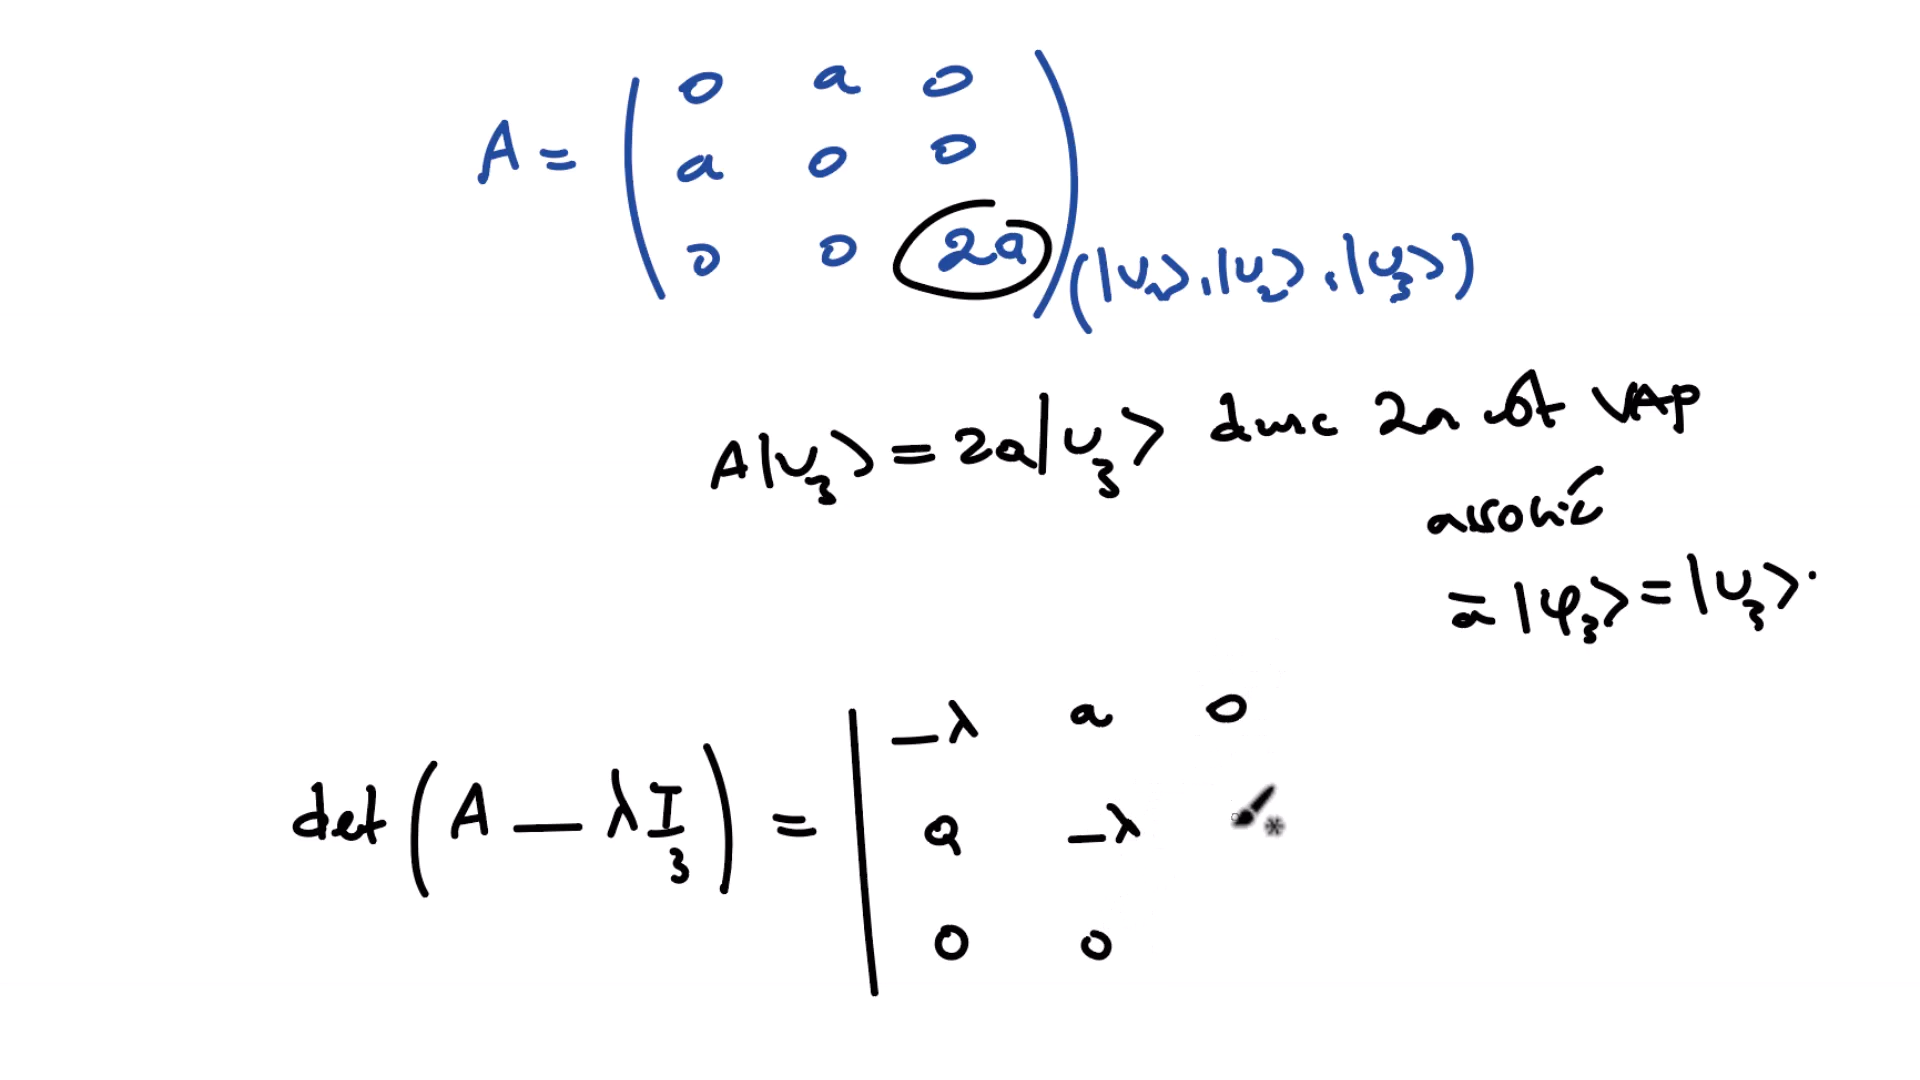 0 a 0
A = a 0 0
0 0 2a (|u₁⟩, |u₂⟩, |u₃⟩)
A|u₃⟩ = 2a|u₃⟩ donc 2a est VAP
associé
à |φ₃⟩ = |u₃⟩.
-λ a 0
det(A - λI₃) = | a -λ
0 0